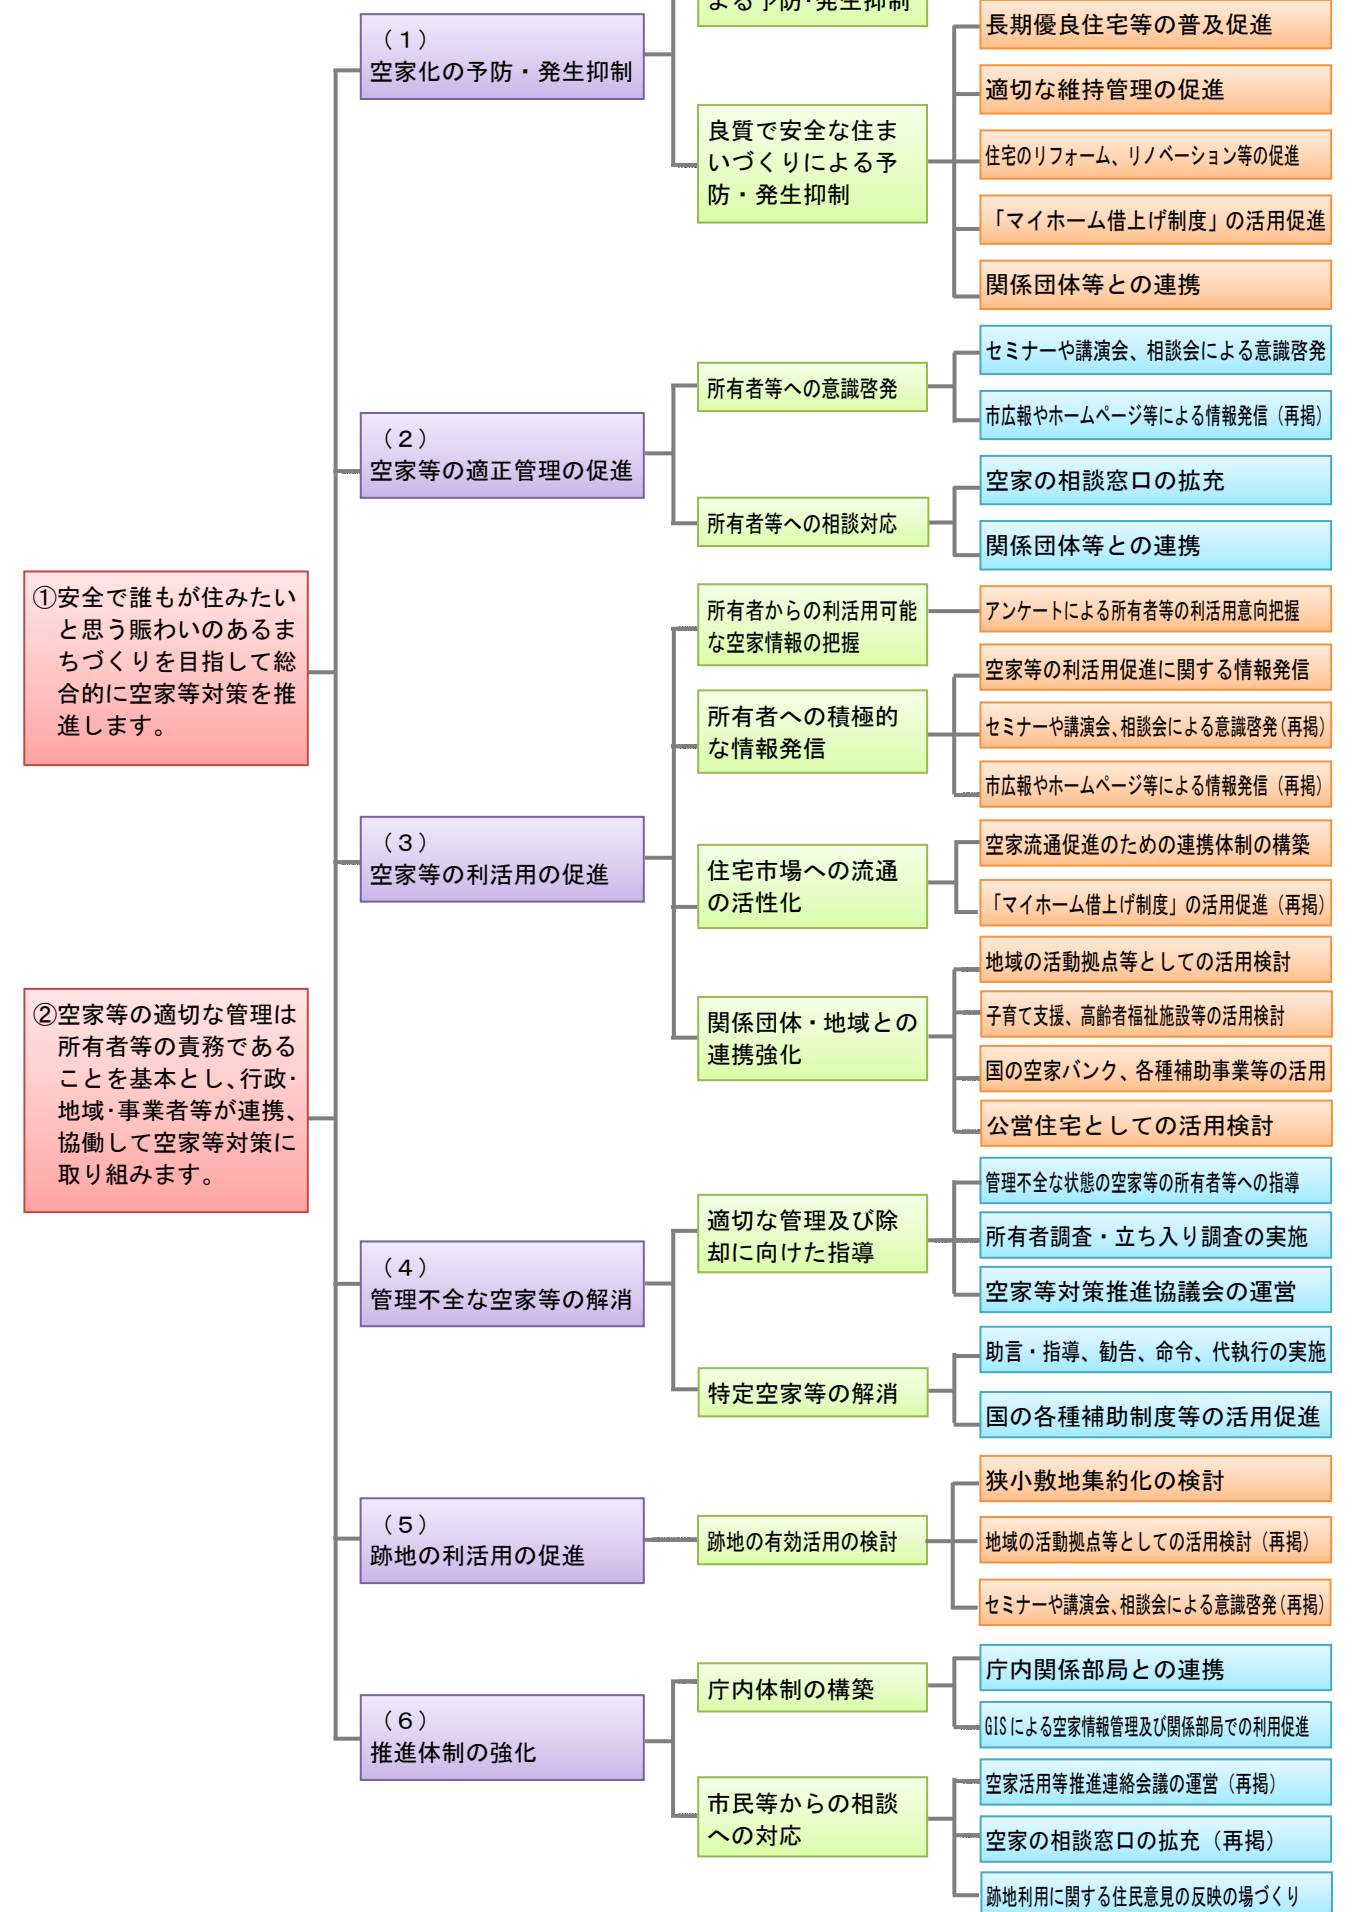 よる予防･発生抑制
（１）
空家化の予防・発生抑制
良質で安全な住ま
いづくりによる予
防・発生抑制
長期優良住宅等の普及促進
適切な維持管理の促進
住宅のリフォーム、リノベーション等の促進
「マイホーム借上げ制度」の活用促進
関係団体等との連携
（２）
空家等の適正管理の促進
所有者等への意識啓発
セミナーや講演会、相談会による意識啓発
市広報やホームページ等による情報発信（再掲）
所有者等への相談対応
空家の相談窓口の拡充
関係団体等との連携
①安全で誰もが住みたい
と思う賑わいのあるま
ちづくりを目指して総
合的に空家等対策を推
進します。
②空家等の適切な管理は
所有者等の責務である
ことを基本とし、行政･
地域･事業者等が連携、
協働して空家等対策に
取り組みます。
（３）
空家等の利活用の促進
所有者からの利活用可能
な空家情報の把握
アンケートによる所有者等の利活用意向把握
所有者への積極的
な情報発信
空家等の利活用促進に関する情報発信
セミナーや講演会、相談会による意識啓発（再掲）
市広報やホームページ等による情報発信（再掲）
住宅市場への流通
の活性化
空家流通促進のための連携体制の構築
「マイホーム借上げ制度」の活用促進（再掲）
関係団体・地域との
連携強化
地域の活動拠点等としての活用検討
子育て支援、高齢者福祉施設等の活用検討
国の空家バンク、各種補助事業等の活用
公営住宅としての活用検討
（４）
管理不全な空家等の解消
適切な管理及び除
却に向けた指導
管理不全な状態の空家等の所有者等への指導
所有者調査・立ち入り調査の実施
空家等対策推進協議会の運営
特定空家等の解消
助言・指導、勧告、命令、代執行の実施
国の各種補助制度等の活用促進
（５）
跡地の利活用の促進
跡地の有効活用の検討
狭小敷地集約化の検討
地域の活動拠点等としての活用検討（再掲）
セミナーや講演会、相談会による意識啓発（再掲）
（６）
推進体制の強化
庁内体制の構築
庁内関係部局との連携
GISによる空家情報管理及び関係部局での利用促進
市民等からの相談
への対応
空家活用等推進連絡会議の運営（再掲）
空家の相談窓口の拡充（再掲）
跡地利用に関する住民意見の反映の場づくり